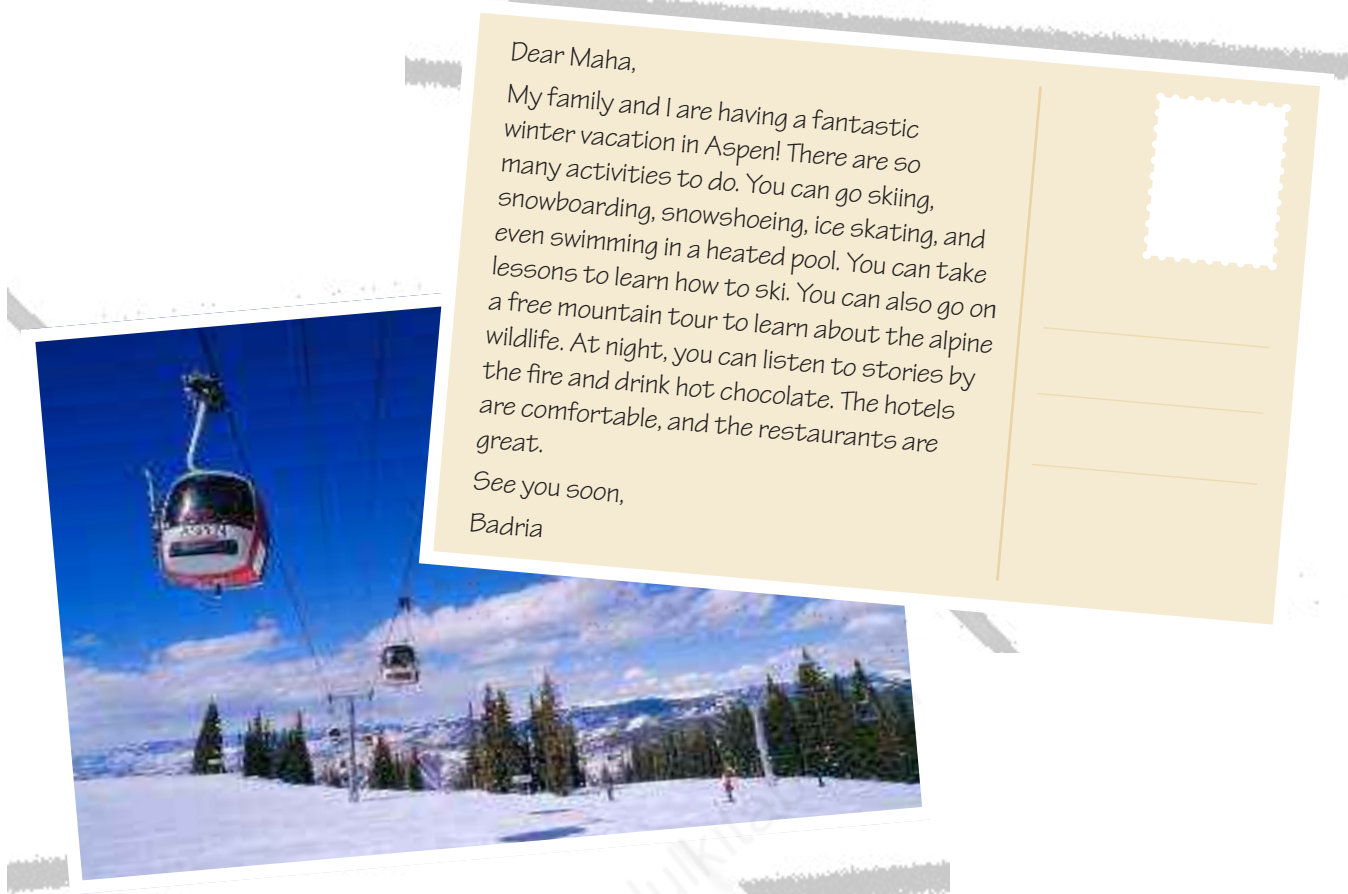 Dear Maha,
My family and I are having a fantastic
winter vacation in Aspen! There are so
many activities to do. You can go skiing,
snowboarding, snowshoeing, ice skating, and
even swimming in a heated pool. You can take
lessons to learn how to ski. You can also go on
a free mountain tour to learn about the alpine
wildlife. At night, you can listen to stories by
the fire and drink hot chocolate. The hotels
are comfortable, and the restaurants are
great.
See you soon,
Badria
ASPEN